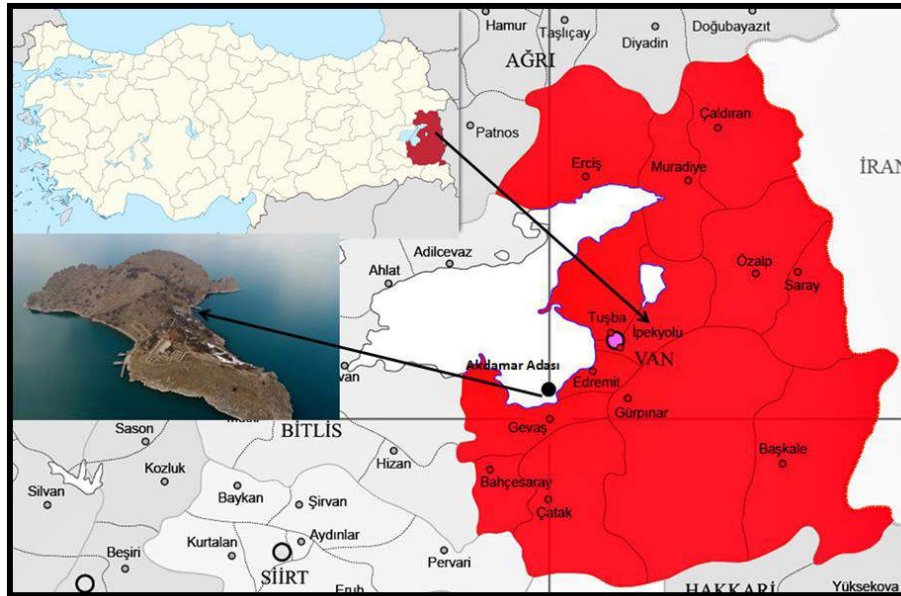 Hamur
Taşlıçay
Doğubayazıt
Diyadin
AĞRI
Patnos
Çaldıran
Erciş
Muradiye
İRAN
Adilcevaz
Ahlat
Özalp
Saray
Tuşba
İpekyolu
VAN
Akdamar Adası
van
Edremit
Gürpınar
Gevaş
BİTLİS
Sason
Kozluk
Hizan
Başkale
Silvan
Baykan
Şirvan
Bahçesaray
Çatak
Beşiri
Kurtalan
Aydınlar
SİİRT
Pervari
Eruh
HAKKARİ
Yüksekova